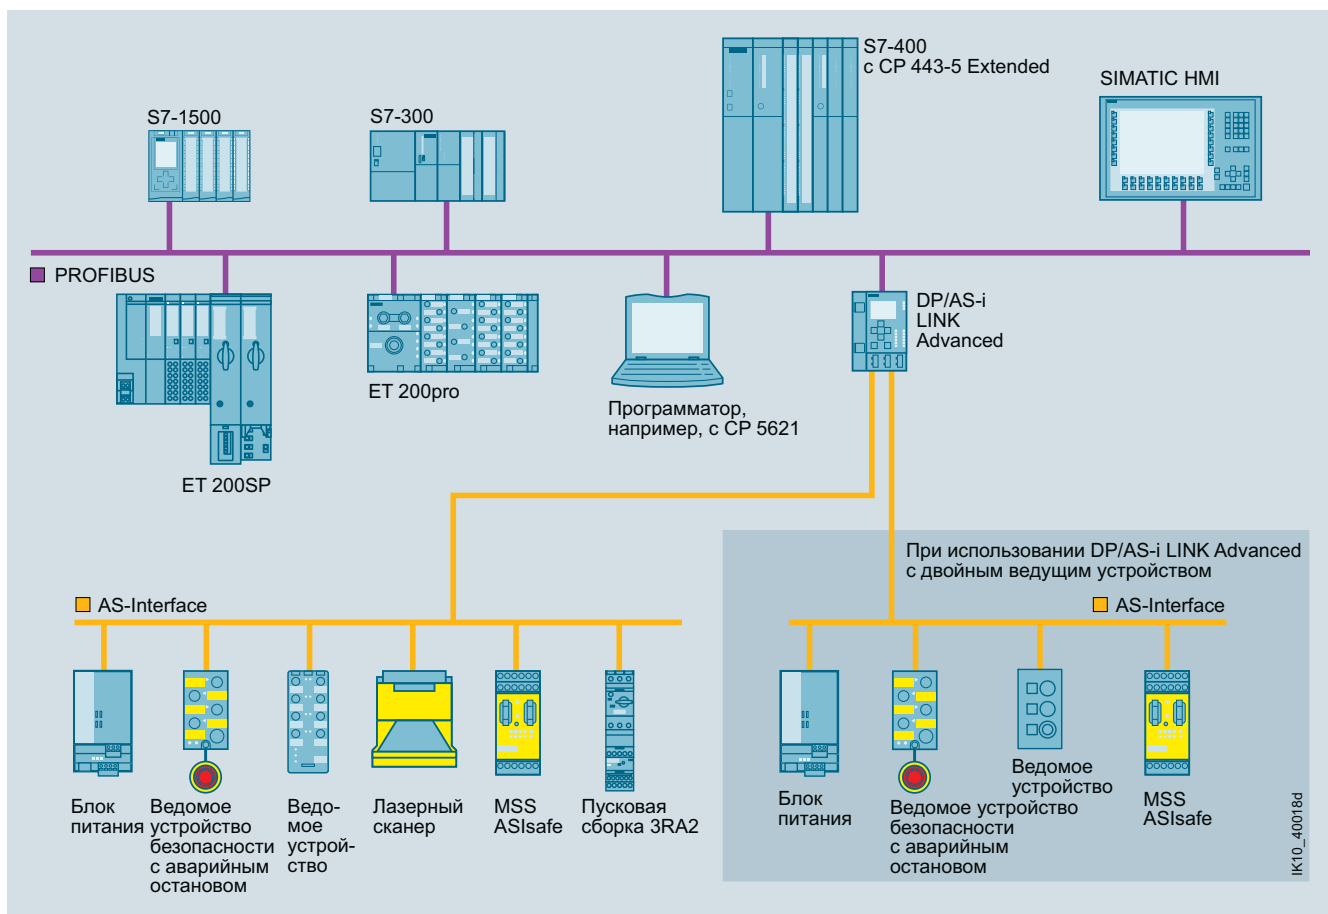 S7-400
с CP 443-5 Extended
SIMATIC HMI
S7-1500
S7-300
PROFIBUS
DP/AS-i
LINK
Advanced
ET 200pro
Программатор,
например, с CP 5621
ET 200SP
При использовании DP/AS-i LINK Advanced
с двойным ведущим устройством
AS-Interface
AS-Interface
Блок
питания
Ведомое
устройство
безопасности
с аварийным
остановом
Ведо-
мое
устрой-
ство
Лазерный
сканер
MSS
ASIsafe
Пусковая
сборка 3RA2
Блок
питания
Ведомое устройство
безопасности
с аварийным
остановом
Ведомое
устройство
MSS
ASIsafe
IK10_40018d